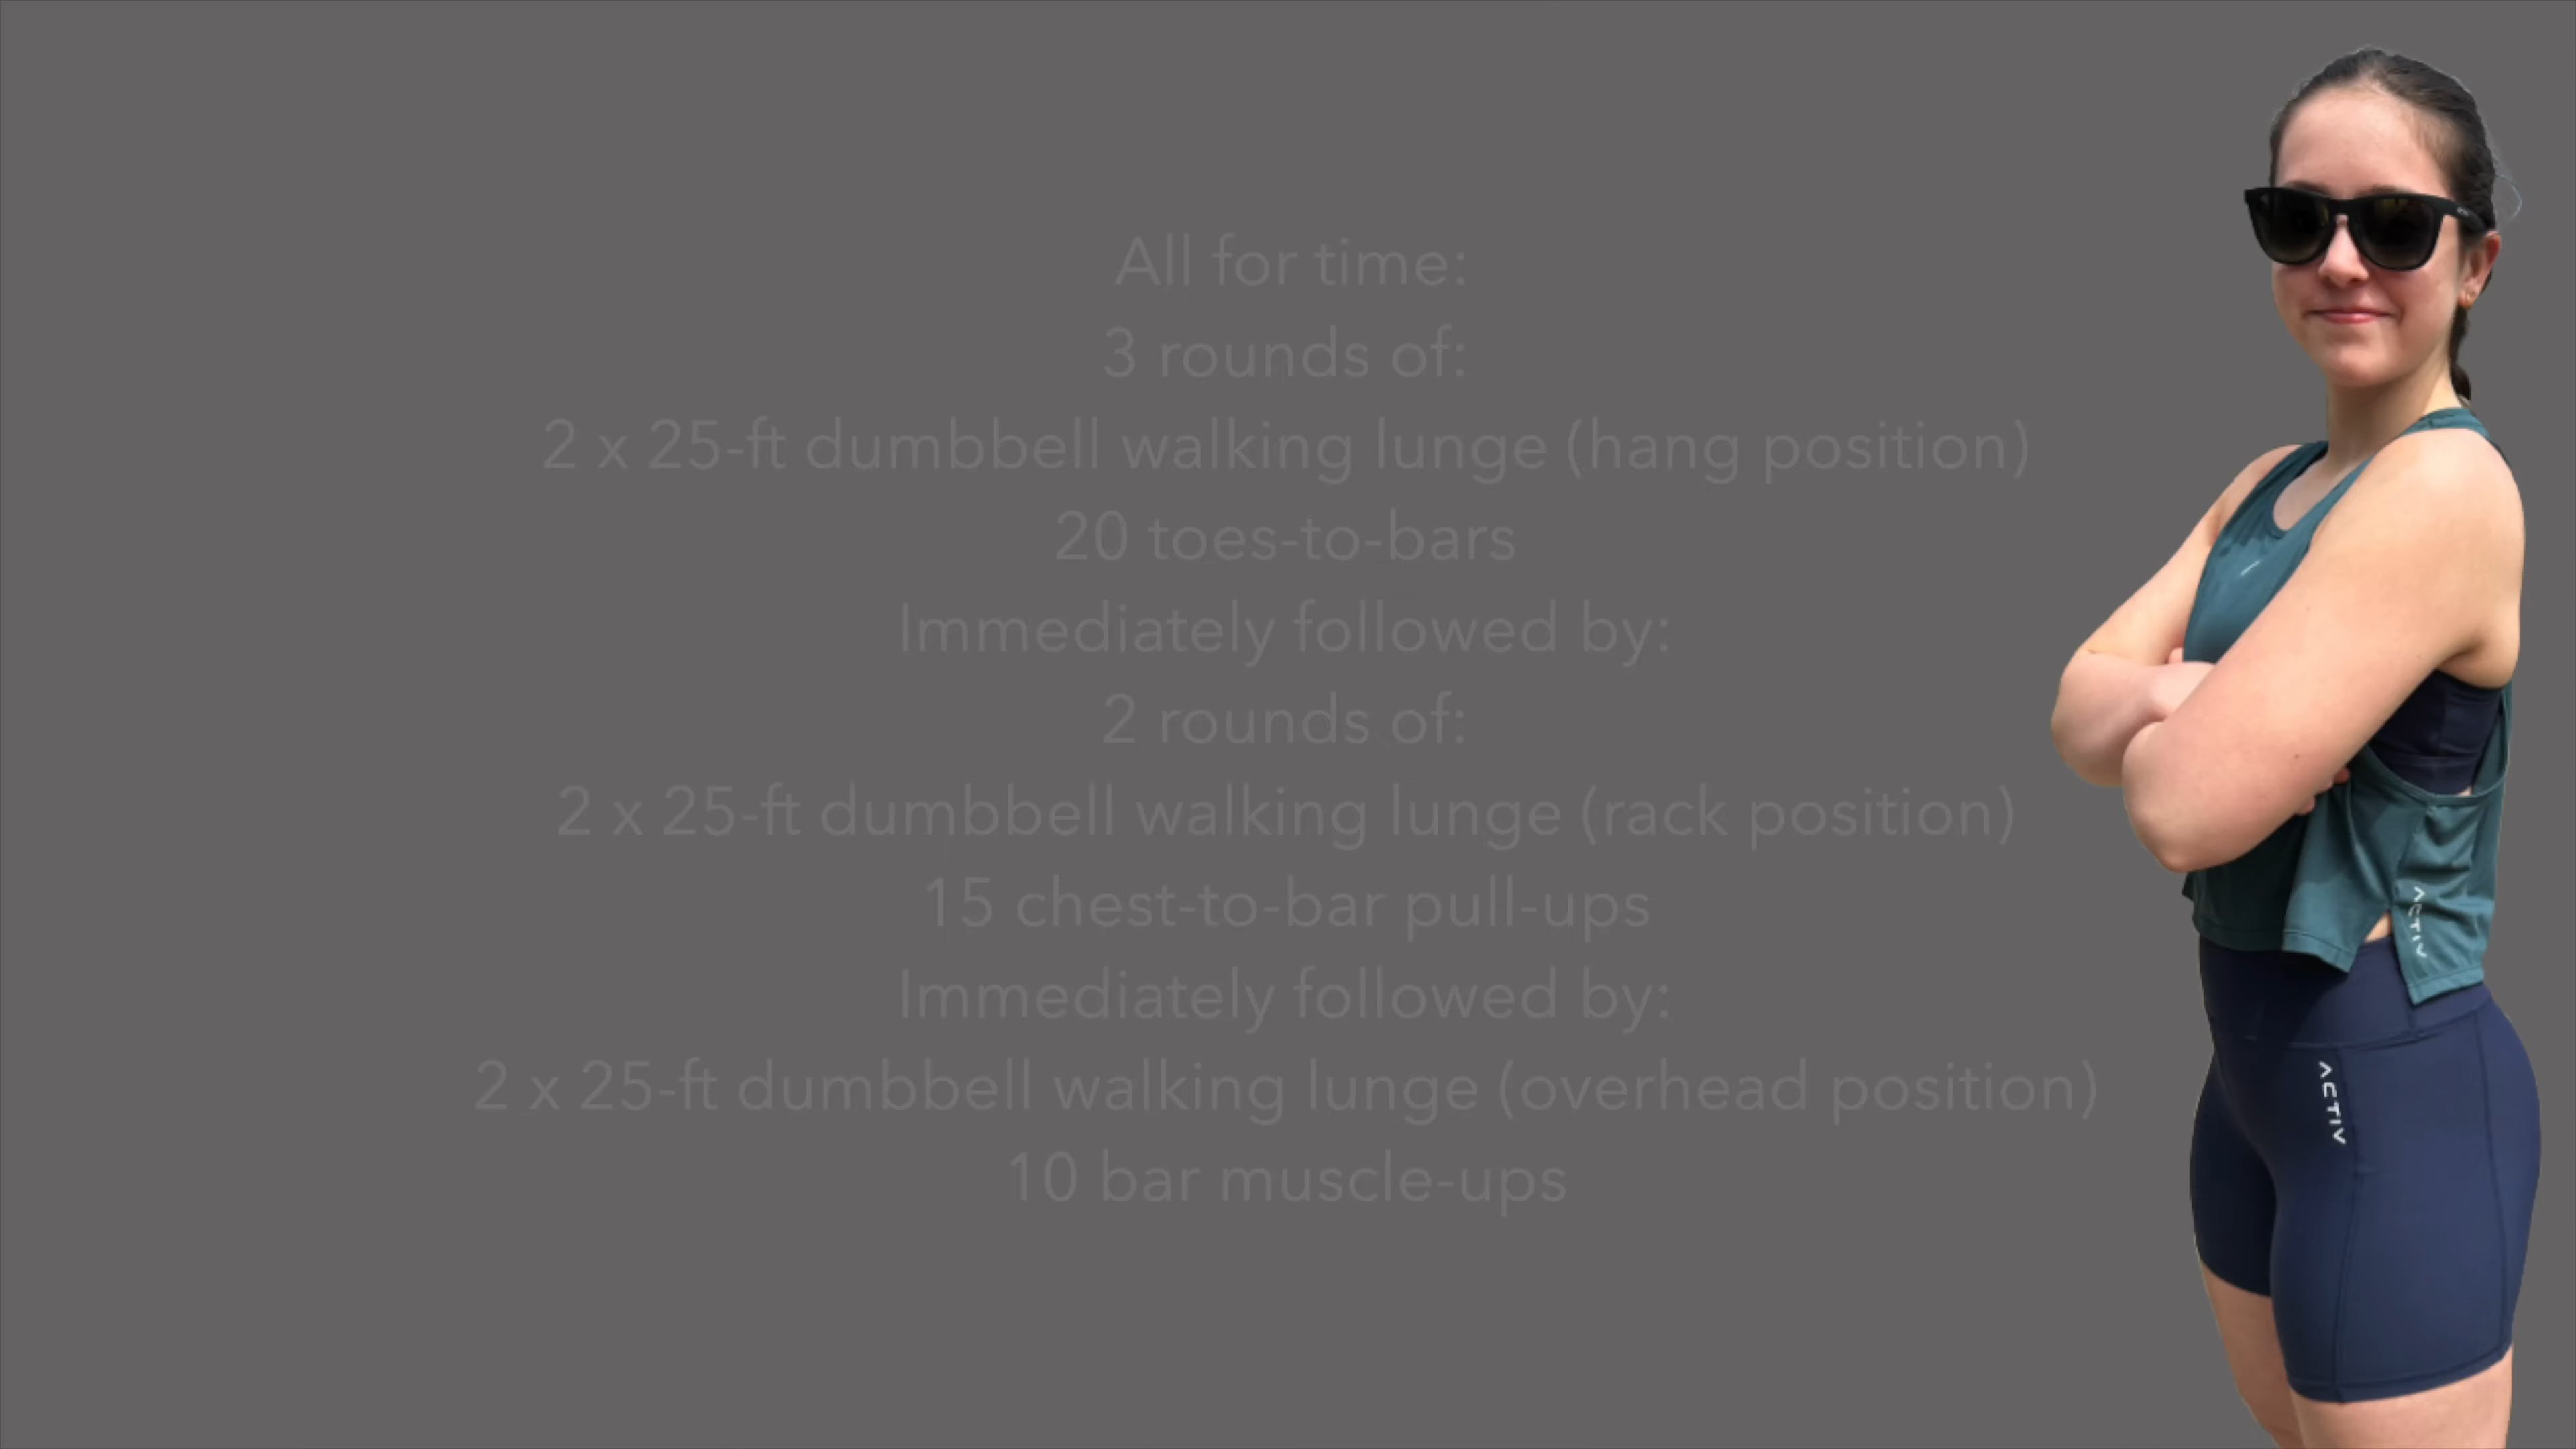 All for time:
3 rounds of:
2 x 25-ft dumbbell walking lunge (hang position)
20 toes-to-bars
Immediately followed by:
2 rounds of:
2 x 25-ft dumbbell walking lunge (rack position)
15 chest-to-bar pull-ups
Immediately followed by:
2 x 25-ft dumbbell walking lunge (overhead position)
10 bar muscle-ups
ACTIV
ACTIV